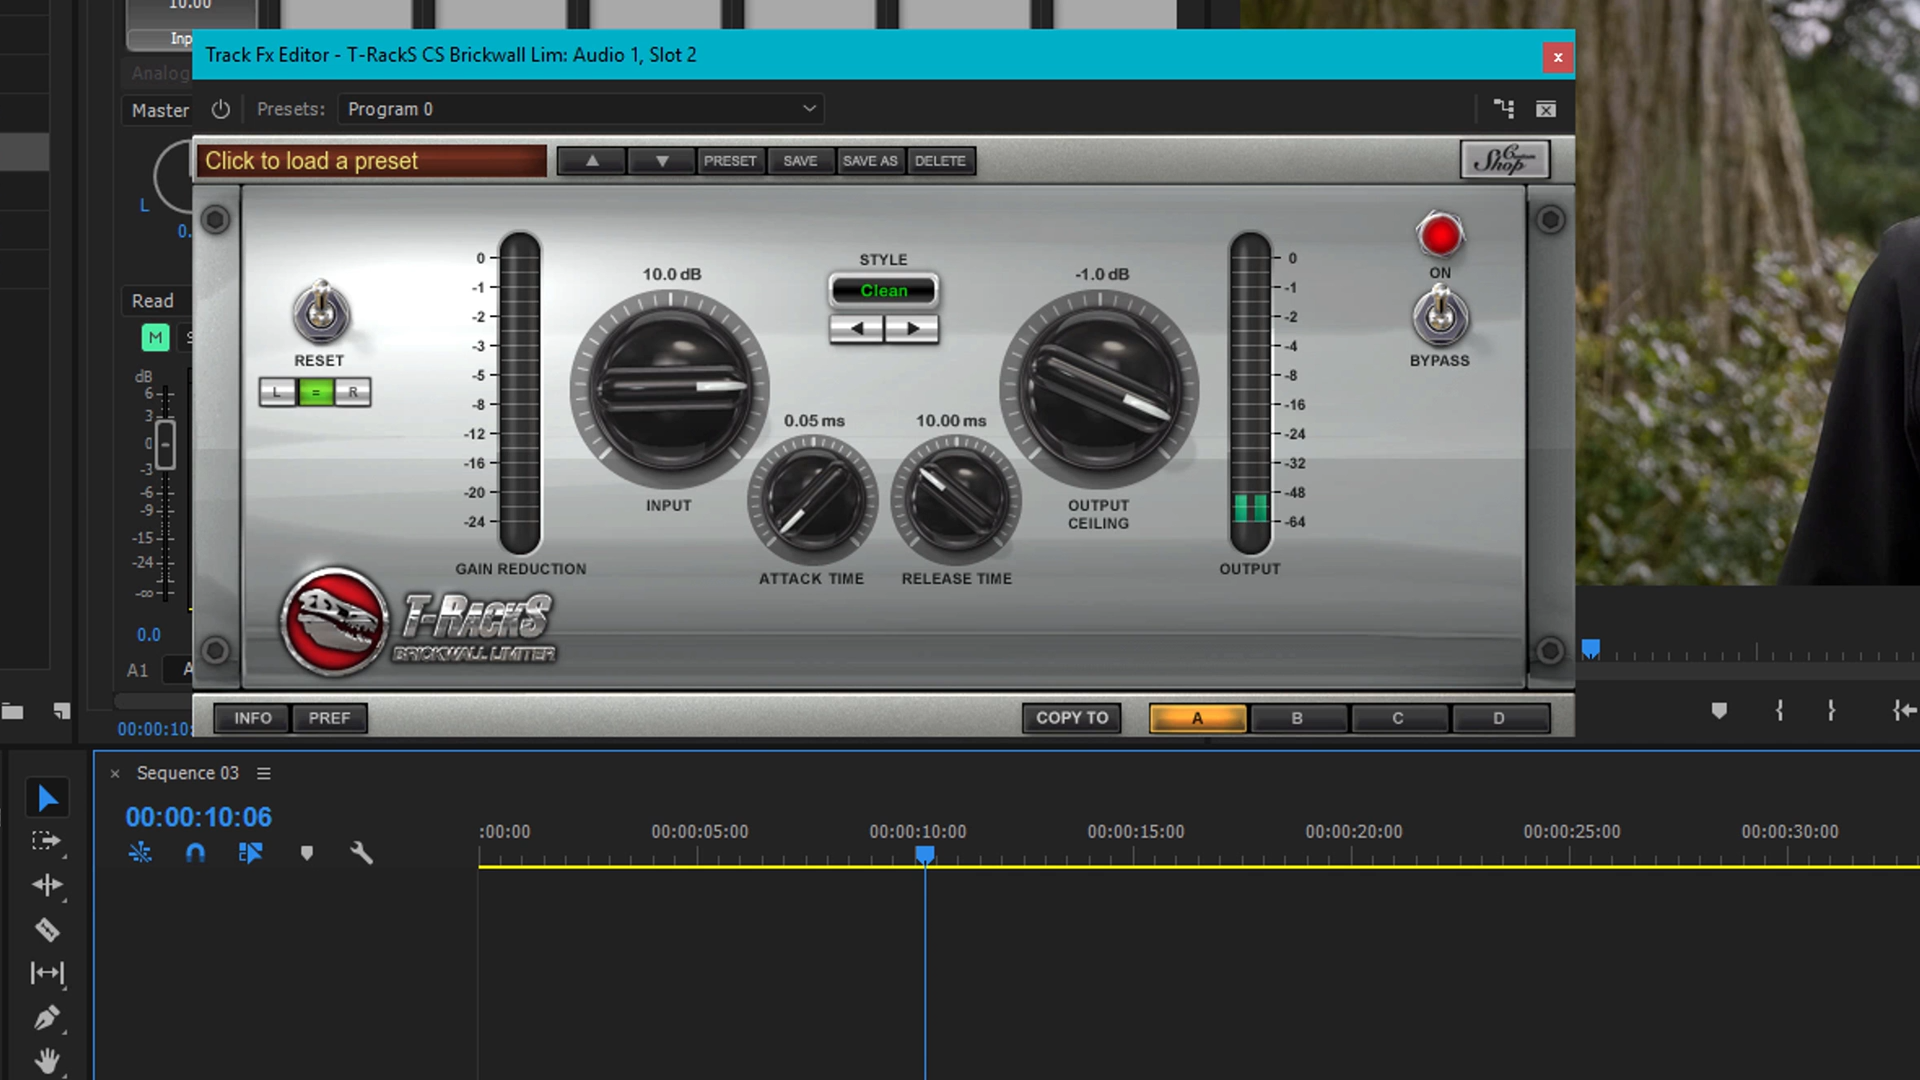 10.00
Inp
Track Fx Editor - T-RackS CS Brickwall Lim: Audio 1, Slot 2
x
Analog
Master
Presets: Program 0
Click to load a preset
PRESET SAVE SAVE AS DELETE
Custom Shop
L
0.
Read
M S
dB
6
3
0
-3
-6
-9
-15
-24
-∞
0.0
A1 A
00:00:10:
RESET
L = R
0
-1
-2
-3
-5
-8
-12
-16
-20
-24
GAIN REDUCTION
10.0 dB
INPUT
STYLE
Clean
0.05 ms
ATTACK TIME
10.00 ms
RELEASE TIME
-1.0 dB
OUTPUT
CEILING
0
-1
-2
-4
-8
-16
-24
-32
-48
-64
OUTPUT
ON
BYPASS
T-RackS
BRICKWALL LIMITER
INFO PREF COPY TO A B C D
× Sequence 03
00:00:10:06
:00:00 00:00:05:00 00:00:10:00 00:00:15:00 00:00:20:00 00:00:25:00 00:00:30:00